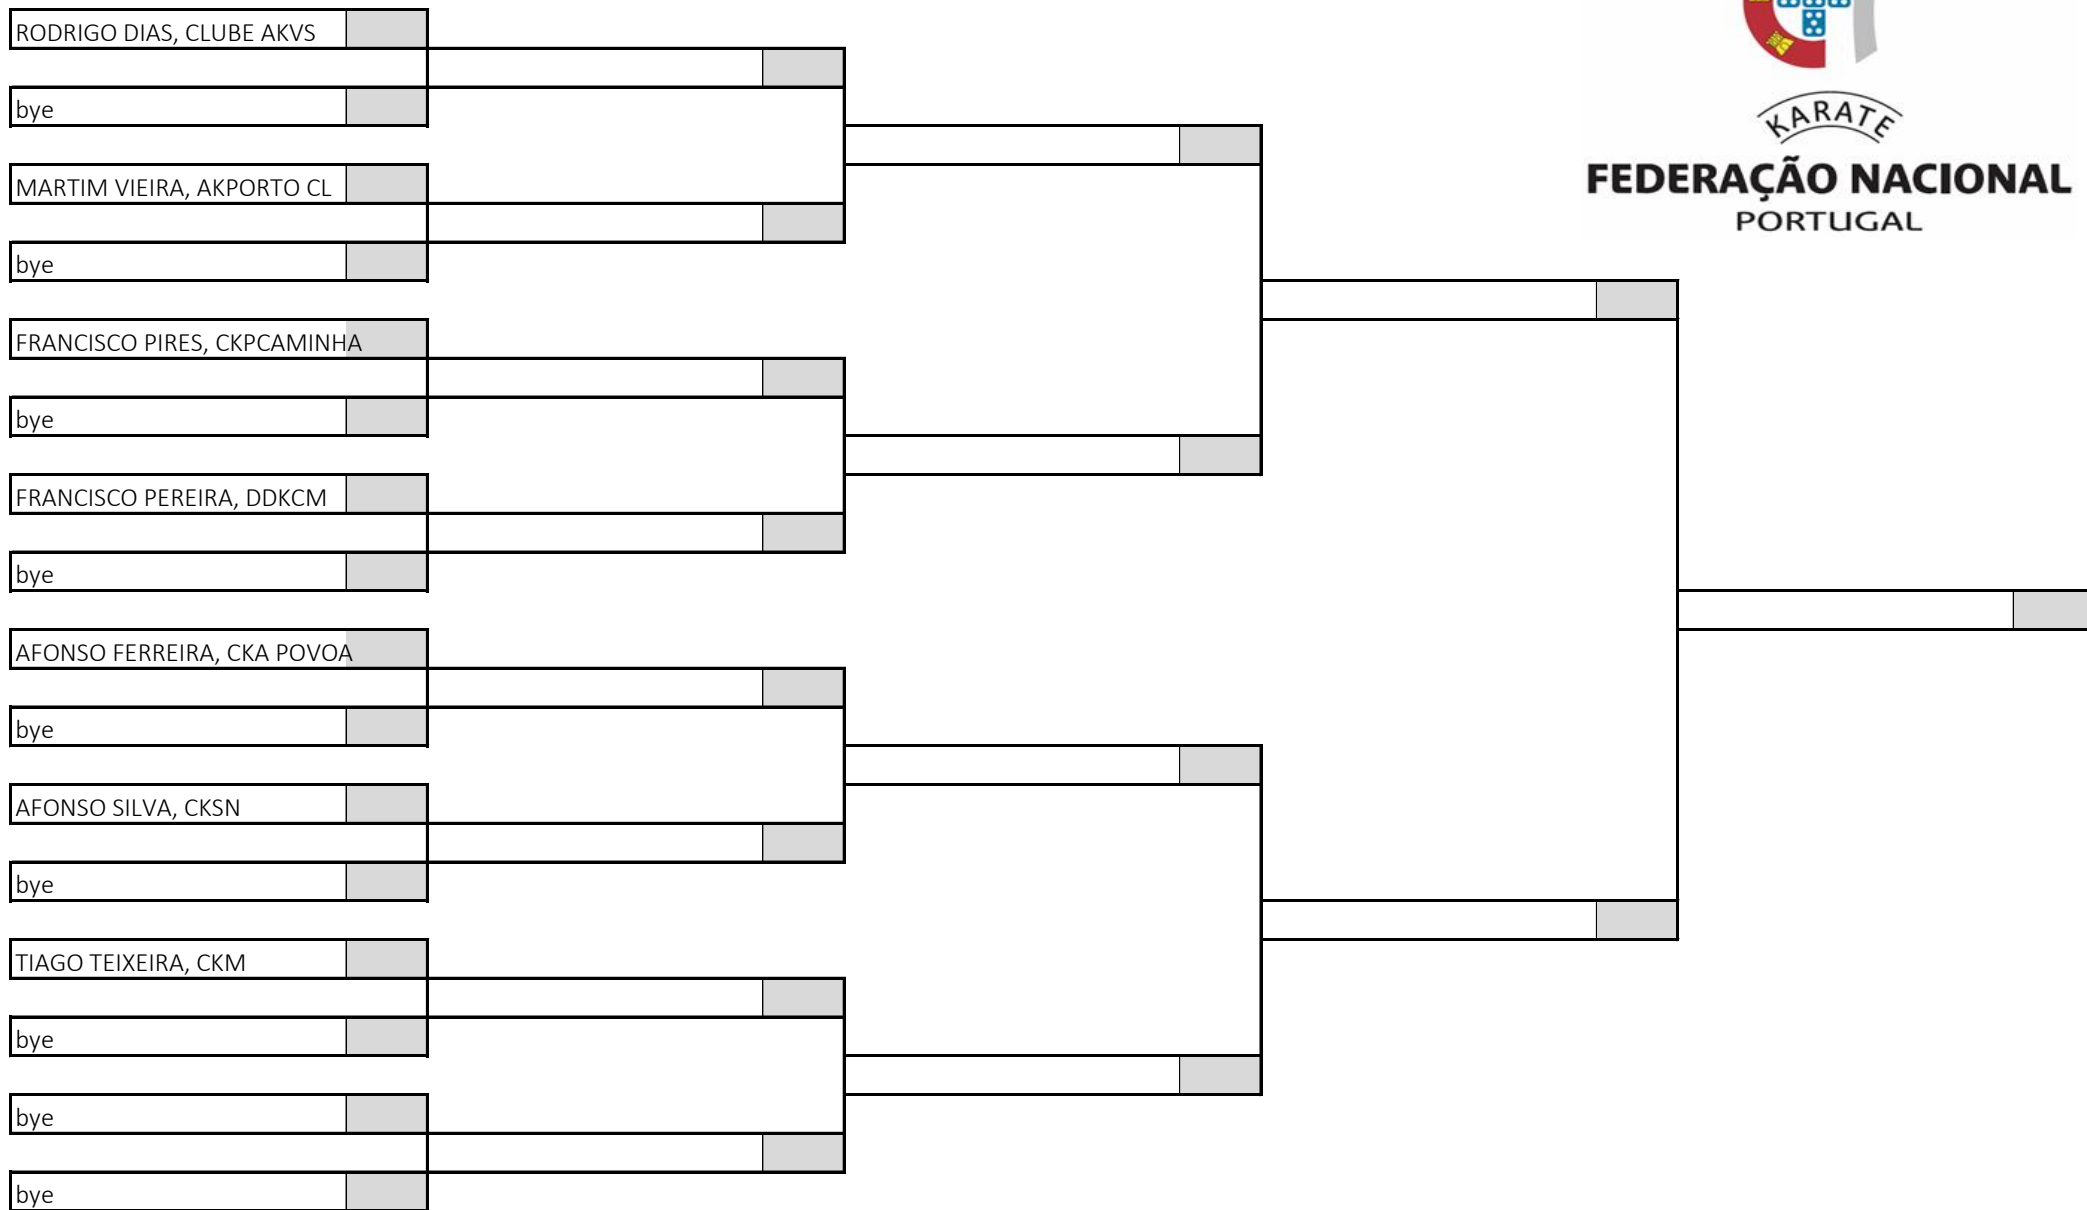 RODRIGO DIAS, CLUBE AKVS
bye
MARTIM VIEIRA, AKPORTO CL
bye
FRANCISCO PIRES, CKPCAMINHA
bye
FRANCISCO PEREIRA, DDKCM
bye
AFONSO FERREIRA, CKA POVOA
bye
AFONSO SILVA, CKSN
bye
TIAGO TEIXEIRA, CKM
bye
bye
bye
KARATE
FEDERAÇÃO NACIONAL
PORTUGAL